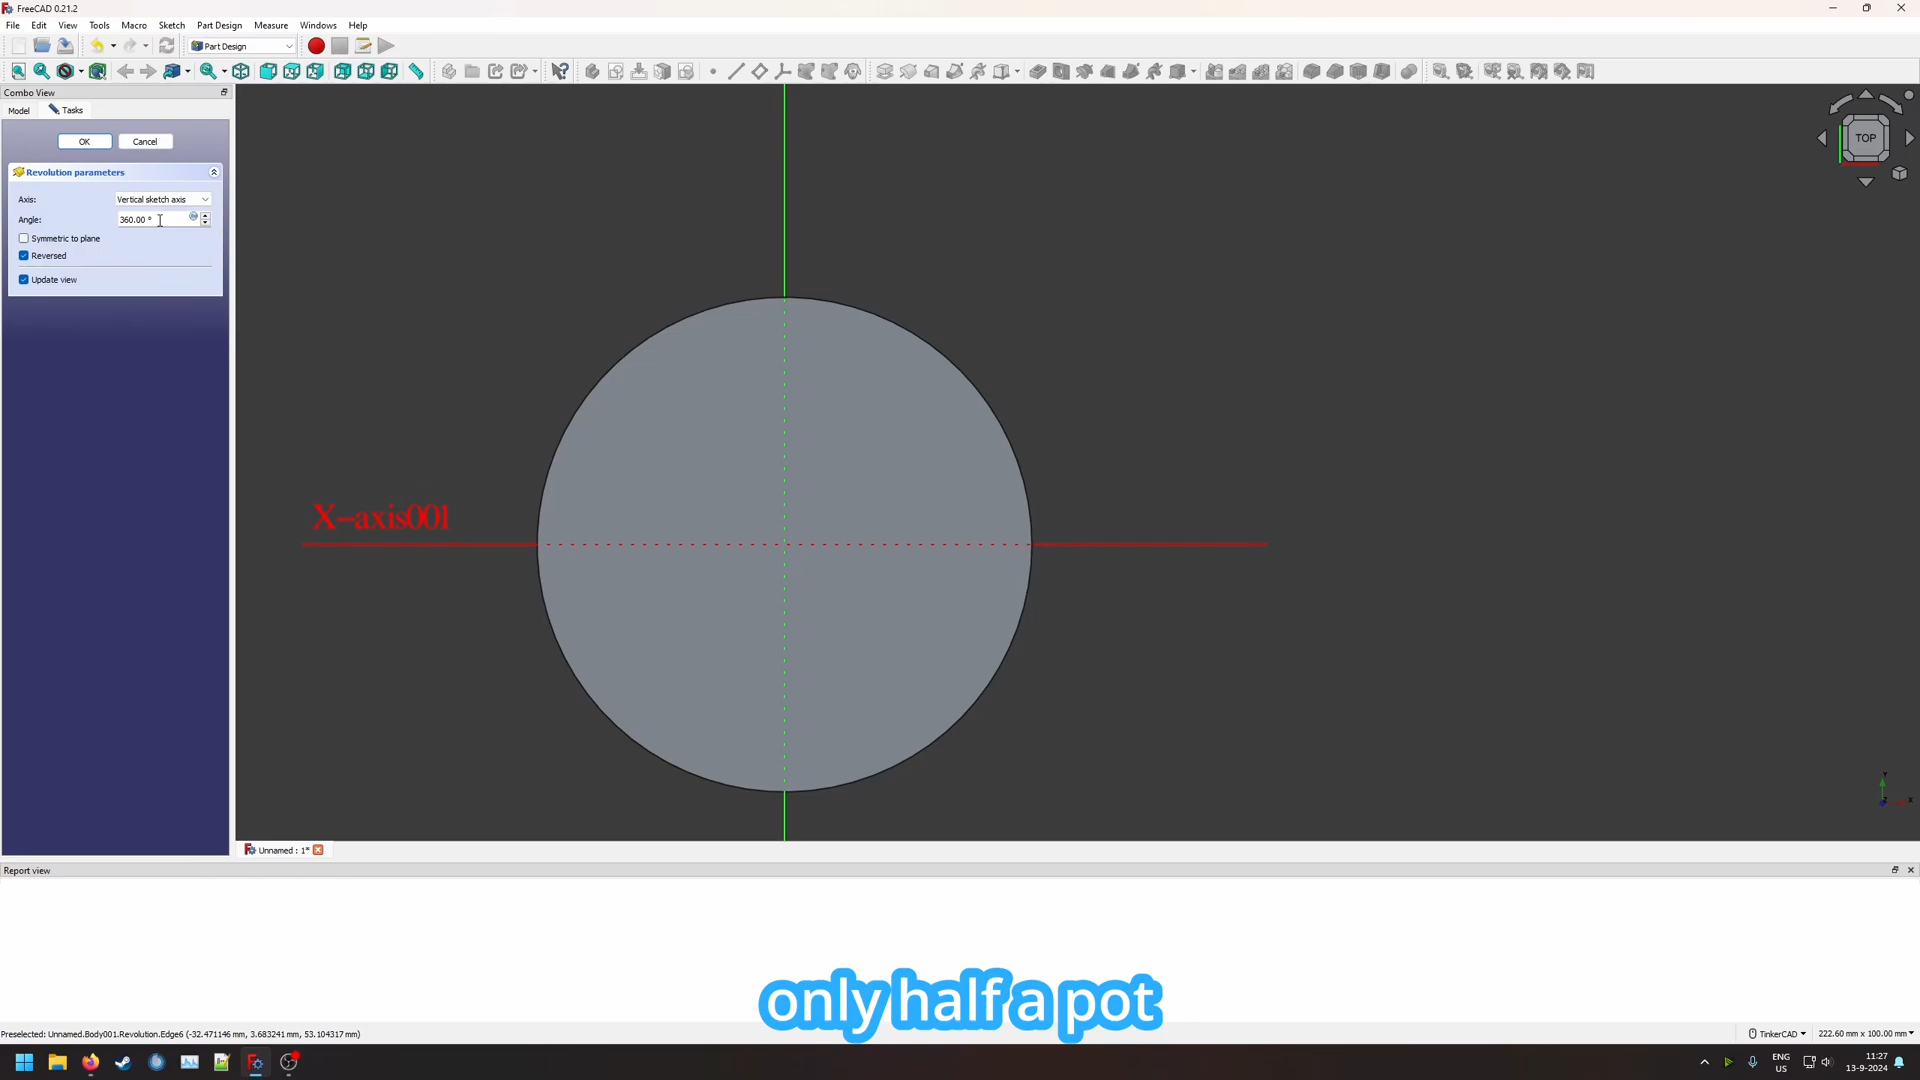 FreeCAD 0.21.2
File Edit View Tools Macro Sketch Part Design Measure Windows Help
Part Design
Combo View
Model Tasks
OK Cancel
Revolution parameters
Axis: Vertical sketch axis
Angle: 360.00 °
Symmetric to plane
Reversed
Update view
TOP
X-axis001
Y
Z X
Unnamed : 1*
Report view
only half a pot
Preselected: Unnamed.Body001.Revolution.Edge6 (-32.471146 mm, 3.683241 mm, 53.104317 mm)
TinkerCAD 222.60 mm x 100.00 mm
ENG
US
11:27
13-9-2024